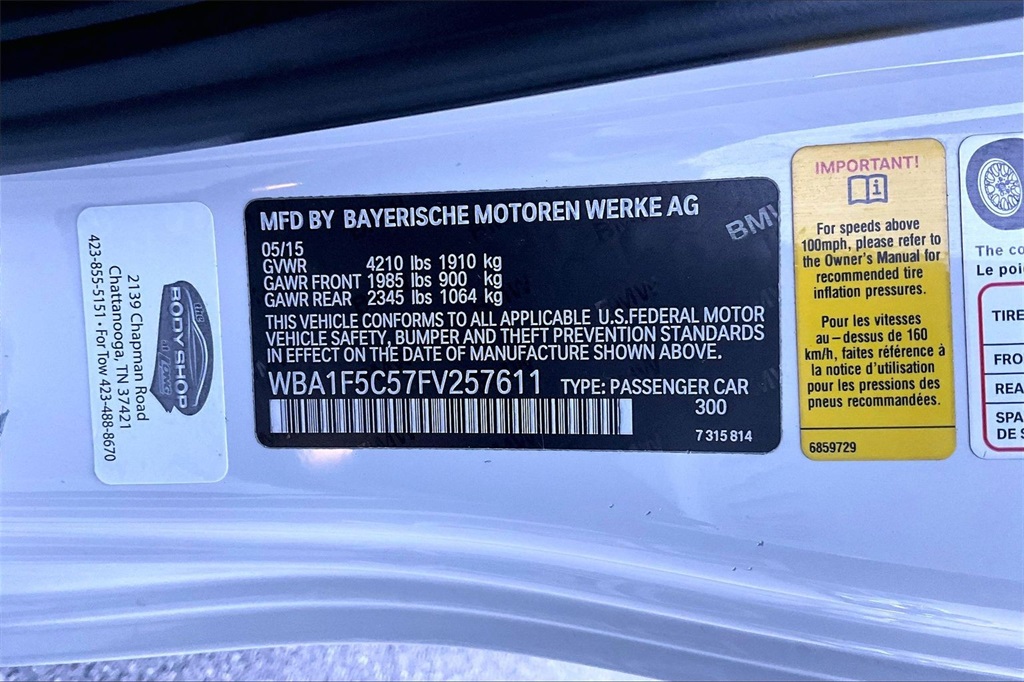 2139 Chapman Road
Chattanooga, TN 37421
423-855-5151 • For Tow 423-488-8670
the
BODY SHOP
MFD BY BAYERISCHE MOTOREN WERKE AG
BMW
05/15
GVWR 4210 lbs 1910 kg
GAWR FRONT 1985 lbs 900 kg
GAWR REAR 2345 lbs 1064 kg
THIS VEHICLE CONFORMS TO ALL APPLICABLE U.S.FEDERAL MOTOR
VEHICLE SAFETY, BUMPER AND THEFT PREVENTION STANDARDS
IN EFFECT ON THE DATE OF MANUFACTURE SHOWN ABOVE.
WBA1F5C57FV257611 TYPE: PASSENGER CAR
300
7 315 814
IMPORTANT!
i
For speeds above
100mph, please refer to
the Owner's Manual for
recommended tire
inflation pressures.
Pour les vitesses
au-dessus de 160
km/h, faites référence à
la notice d'utilisation
pour les pressions des
pneus recommandées.
6859729
The co
Le poi
TIRE
FRO
REA
SPA
DE S